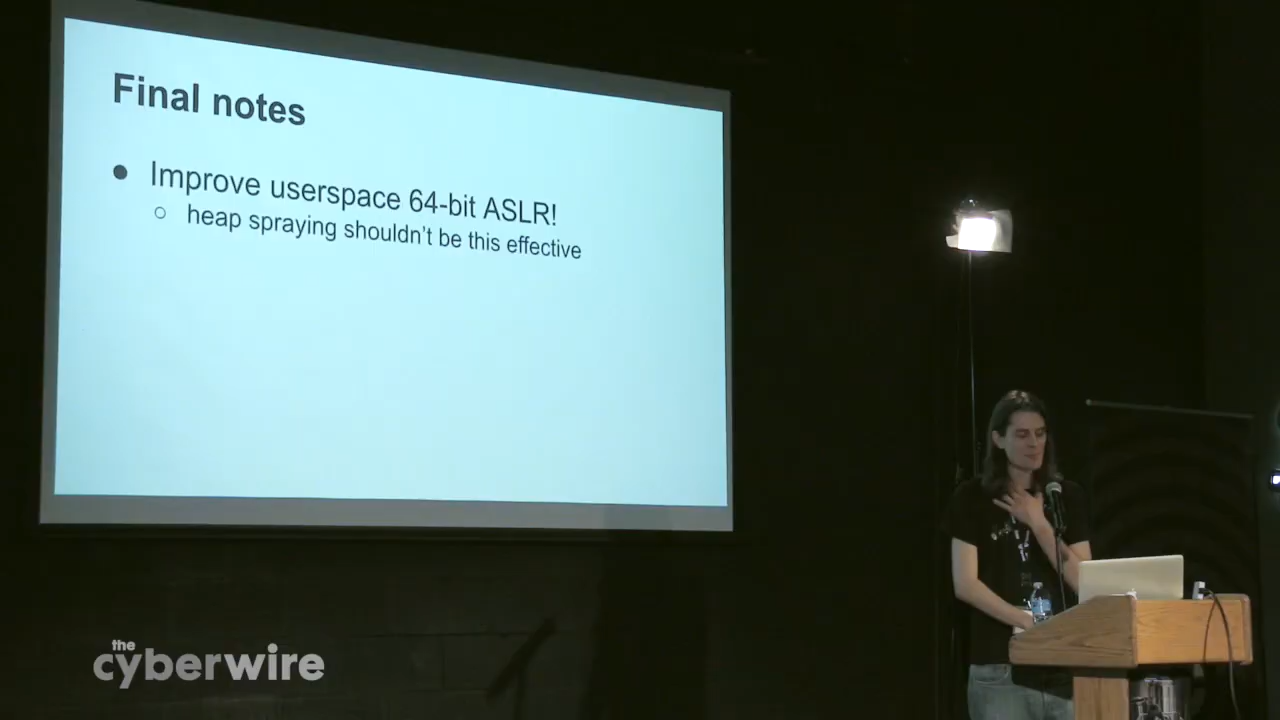 Final notes
● Improve userspace 64-bit ASLR!
○ heap spraying shouldn't be this effective
the
cyberwire